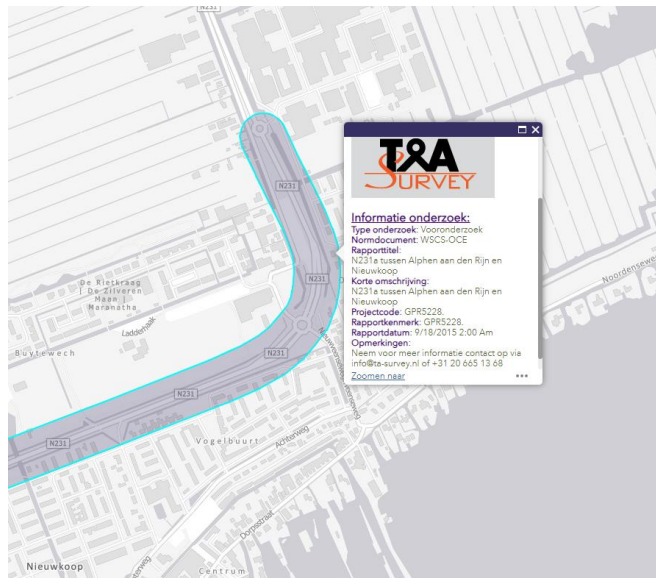 N231
N231
T&A
SURVEY
Informatie onderzoek:
Type onderzoek: Vooronderzoek
Normdocument: WSCS-OCE
Rapporttitel:
N231a tussen Alphen aan den Rijn en
Nieuwkoop
Korte omschrijving:
N231a tussen Alphen aan den Rijn en
Nieuwkoop
Projectcode: GPR5228.
Rapportkenmerk: GPR5228.
Rapportdatum: 9/18/2015 2:00 Am
Opmerkingen:
Neem voor meer informatie contact op via
info@ta-survey.nl of +31 20 665 13 68
Zoomen naar
N231
De Rietkraag
| De Zilveren
Maan |
Maranatha
Noordenseweg
Buytewech
N231
N231
N231
Vogelbuurt
Achterweg
Dorpsstraat
Nieuwkoop
Centrum